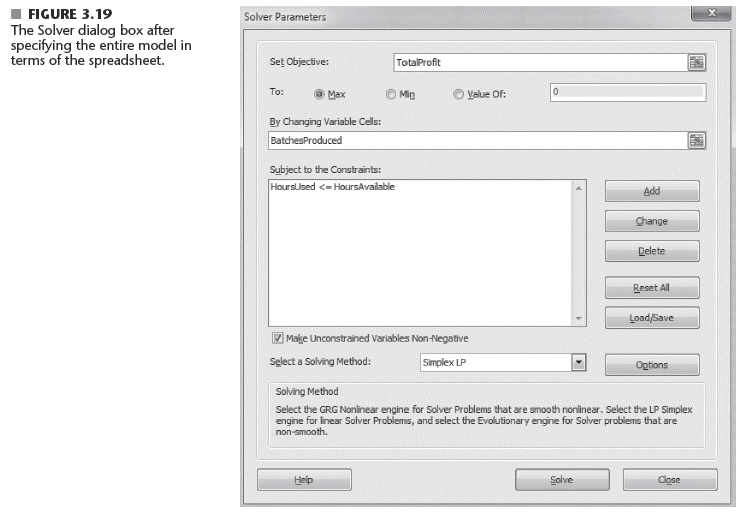 ■ FIGURE 3.19
The Solver dialog box after
specifying the entire model in
terms of the spreadsheet.
Solver Parameters
Set Objective:
TotalProfit
To:
Max
Min
Value Of:
0
By Changing Variable Cells:
BatchesProduced
Subject to the Constraints:
HoursUsed <= HoursAvailable
Add
Change
Delete
Reset All
Load/Save
Make Unconstrained Variables Non-Negative
Select a Solving Method:
Simplex LP
Options
Solving Method
Select the GRG Nonlinear engine for Solver Problems that are smooth nonlinear. Select the LP Simplex
engine for linear Solver Problems, and select the Evolutionary engine for Solver problems that are
non-smooth.
Help
Solve
Close